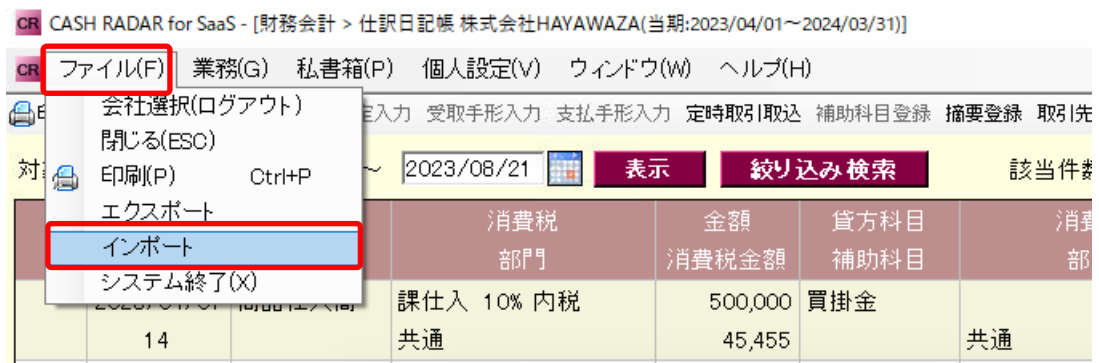 CR CASH RADAR for SaaS - [財務会計 > 仕訳日記帳 株式会社HAYAWAZA(当期:2023/04/01～2024/03/31)]
CR ファイル(F) 業務(G) 私書箱(P) 個人設定(V) ウィンドウ(W) ヘルプ(H)
会社選択(ログアウト) 入力 受取手形入力 支払手形入力 定時取引取込 補助科目登録 摘要登録 取引先
閉じる(ESC)
対 印刷(P) Ctrl+P ～ 2023/08/21 表示 絞り込み検索 該当件数
エクスポート
消費税 金額 貸方科目 消費
インポート
部門 消費税金額 補助科目 部
システム終了(X)
課仕入 10% 内税 500,000 買掛金
14 共通 45,455 共通